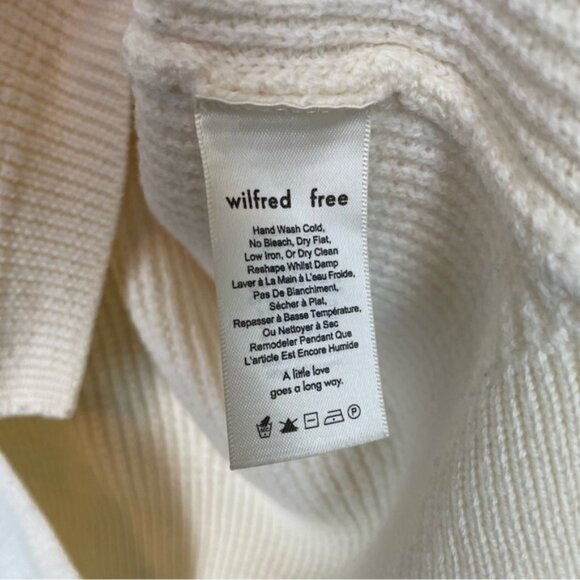 wilfred free
Hand Wash Cold,
No Bleach, Dry Flat,
Low Iron, Or Dry Clean
Reshape Whilst Damp
Laver à La Main à L'eau Froide,
Pas De Blanchiment,
Sécher à Plat,
Repasser à Basse Température,
Ou Nettoyer à Sec
Remodeler Pendant Que
L'article Est Encore Humide
A little love
goes a long way.
P